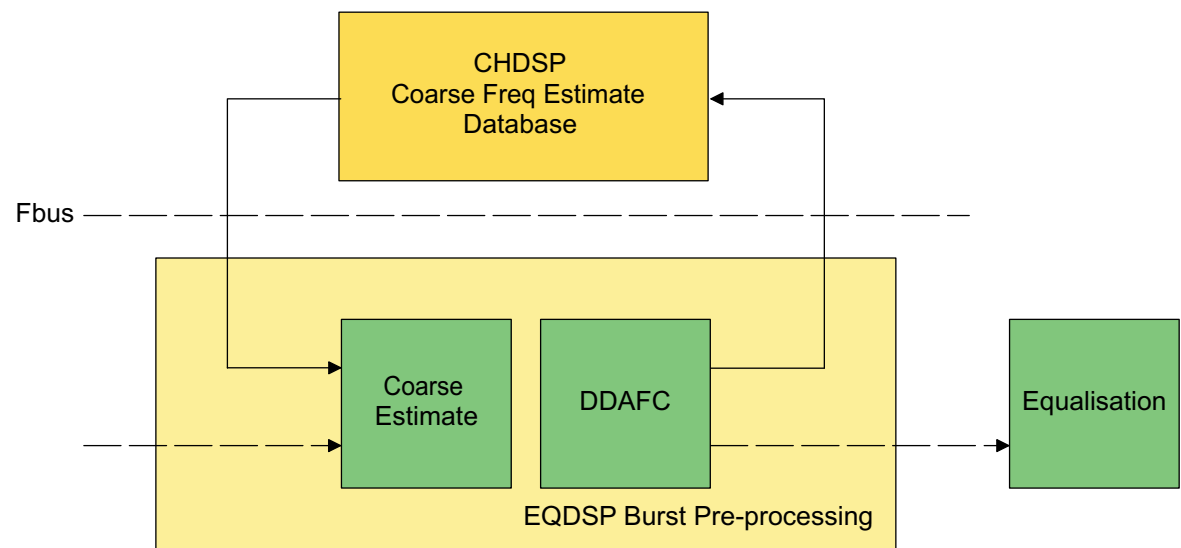 CHDSP
Coarse Freq Estimate
Database
Fbus
Coarse
Estimate
DDAFC
Equalisation
EQDSP Burst Pre-processing